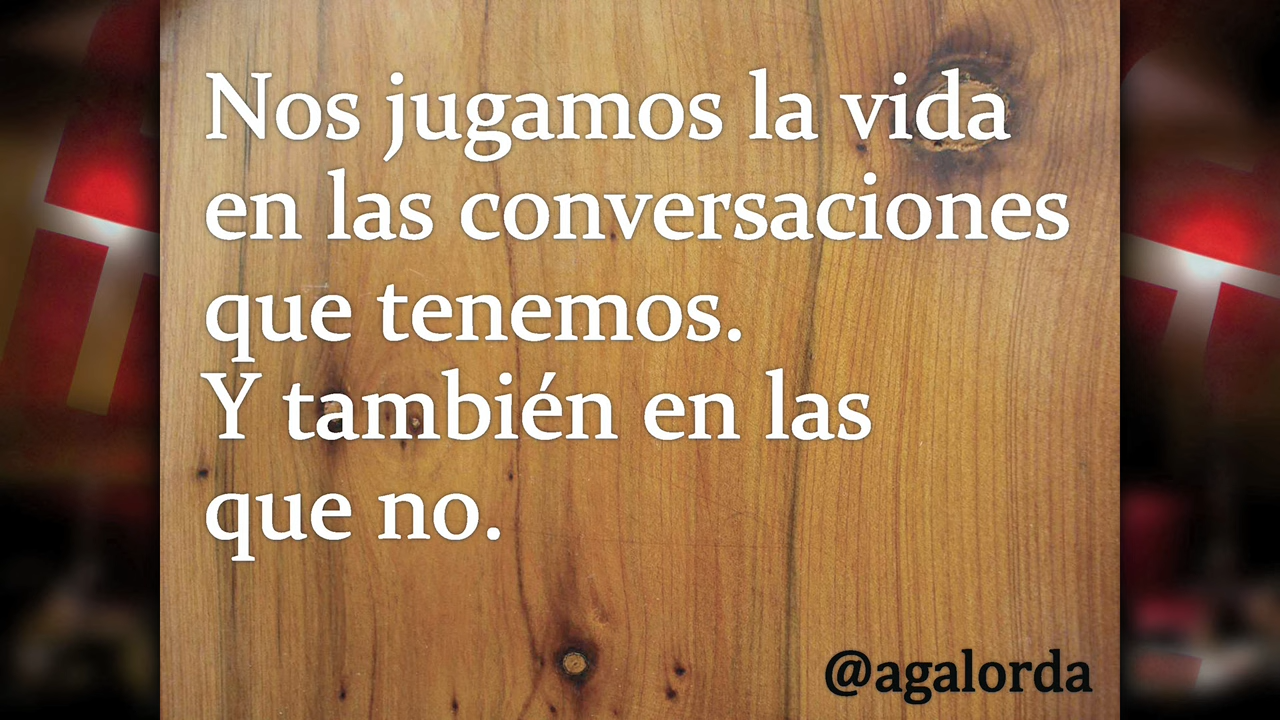 Nos jugamos la vida
en las conversaciones
que tenemos.
Y también en las
que no.
@agalorda